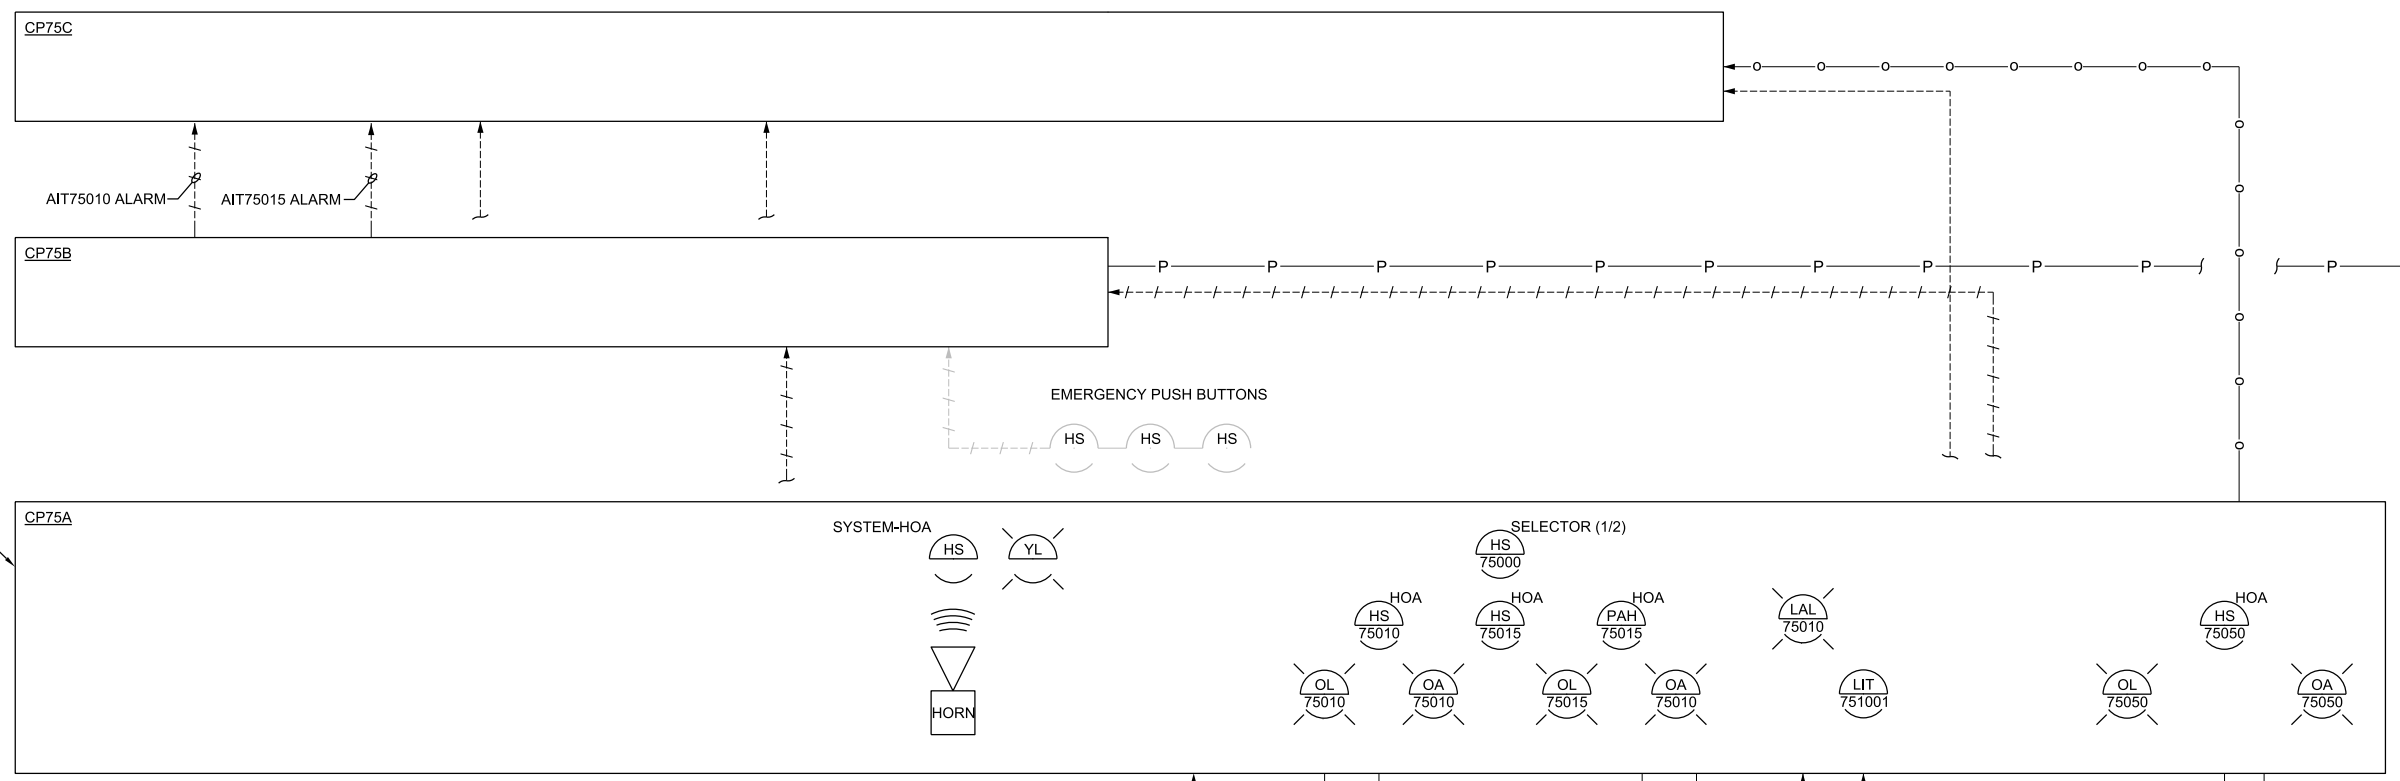 CP75C
o o o o o o o o
o
AIT75010 ALARM
AIT75015 ALARM
o
CP75B
o
P P P P P P P P P P P
o
o
EMERGENCY PUSH BUTTONS
HS HS HS
o
CP75A
SYSTEM-HOA
HS
YL
SELECTOR (1/2)
HS
75000
HOA
HS
75010
HOA
HS
75015
HOA
PAH
75015
LAL
75010
HOA
HS
75050
OL
75010
OA
75010
OL
75015
OA
75010
LIT
751001
OL
75050
OA
75050
HORN